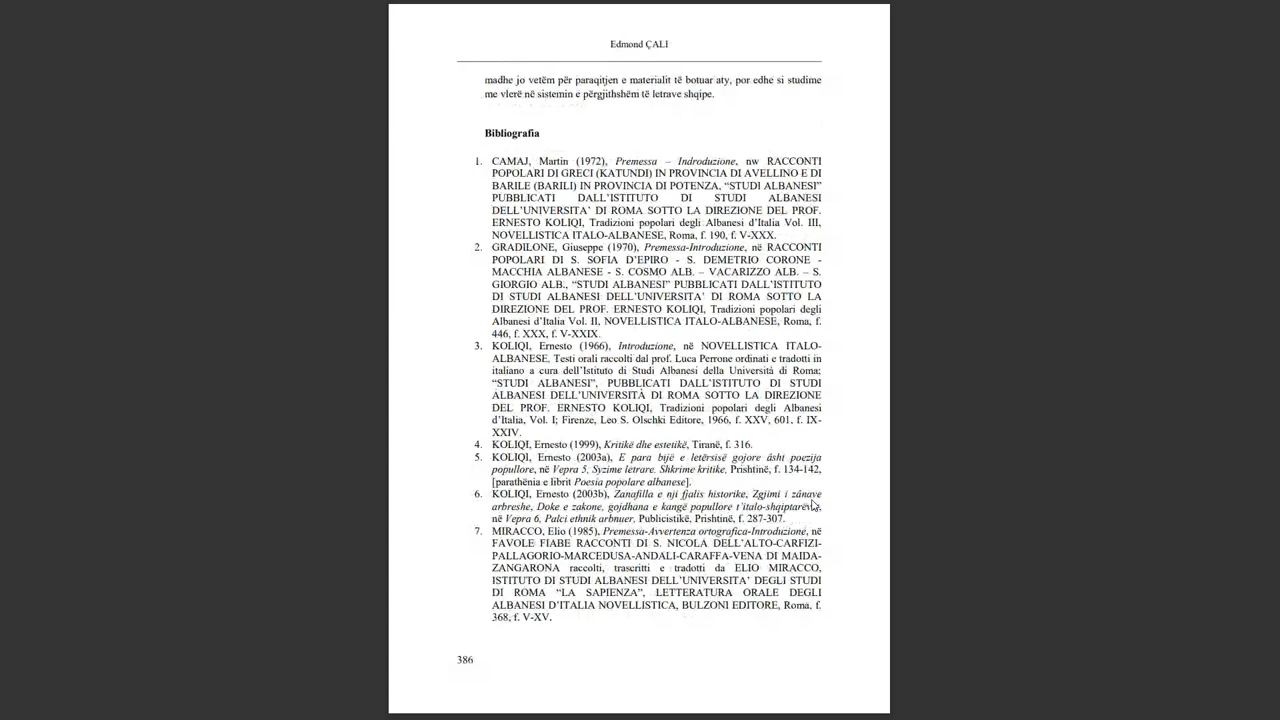 Edmond ÇALI
madhe jo vetëm për paraqitjen e materialit të botuar aty, por edhe si studime
me vlerë në sistemin e përgjithshëm të letrave shqipe.
Bibliografia
1. CAMAJ, Martin (1972), Premessa – Indroduzione, nw RACCONTI
POPOLARI DI GRECI (KATUNDI) IN PROVINCIA DI AVELLINO E DI
BARILE (BARILI) IN PROVINCIA DI POTENZA, “STUDI ALBANESI”
PUBBLICATI DALL’ISTITUTO DI STUDI ALBANESI
DELL’UNIVERSITA’ DI ROMA SOTTO LA DIREZIONE DEL PROF.
ERNESTO KOLIQI, Tradizioni popolari degli Albanesi d’Italia Vol. III,
NOVELLISTICA ITALO-ALBANESE, Roma, f. 190, f. V-XXX.
2. GRADILONE, Giuseppe (1970), Premessa-Introduzione, në RACCONTI
POPOLARI DI S. SOFIA D’EPIRO - S. DEMETRIO CORONE -
MACCHIA ALBANESE - S. COSMO ALB. – VACARIZZO ALB. – S.
GIORGIO ALB., “STUDI ALBANESI” PUBBLICATI DALL’ISTITUTO
DI STUDI ALBANESI DELL’UNIVERSITA’ DI ROMA SOTTO LA
DIREZIONE DEL PROF. ERNESTO KOLIQI, Tradizioni popolari degli
Albanesi d’Italia Vol. II, NOVELLISTICA ITALO-ALBANESE, Roma, f.
446, f. XXX, f. V-XXIX.
3. KOLIQI, Ernesto (1966), Introduzione, në NOVELLISTICA ITALO-
ALBANESE, Testi orali raccolti dal prof. Luca Perrone ordinati e tradotti in
italiano a cura dell’Istituto di Studi Albanesi della Università di Roma;
“STUDI ALBANESI”, PUBBLICATI DALL’ISTITUTO DI STUDI
ALBANESI DELL’UNIVERSITÀ DI ROMA SOTTO LA DIREZIONE
DEL PROF. ERNESTO KOLIQI, Tradizioni popolari degli Albanesi
d’Italia, Vol. I; Firenze, Leo S. Olschki Editore, 1966, f. XXV, 601, f. IX-
XXIV.
4. KOLIQI, Ernesto (1999), Kritikë dhe estetikë, Tiranë, f. 316.
5. KOLIQI, Ernesto (2003a), E para bijë e letërsisë gojore âsht poezija
popullore, në Vepra 5, Syzime letrare. Shkrime kritike, Prishtinë, f. 134-142,
[parathënia e librit Poesia popolare albanese].
6. KOLIQI, Ernesto (2003b), Zanafilla e nji fjalis historike, Zgjimi i zânave
arbreshe, Doke e zakone, gojdhana e kangë popullore t’italo-shqiptarëvet,
në Vepra 6, Palci ethnik arbnuer, Publicistikë, Prishtinë, f. 287-307.
7. MIRACCO, Elio (1985), Premessa-Avvertenza ortografica-Introduzione, në
FAVOLE FIABE RACCONTI DI S. NICOLA DELL’ALTO-CARFIZI-
PALLAGORIO-MARCEDUSA-ANDALI-CARAFFA-VENA DI MAIDA-
ZANGARONA raccolti, trascritti e tradotti da ELIO MIRACCO,
ISTITUTO DI STUDI ALBANESI DELL’UNIVERSITA’ DEGLI STUDI
DI ROMA “LA SAPIENZA”, LETTERATURA ORALE DEGLI
ALBANESI D’ITALIA NOVELLISTICA, BULZONI EDITORE, Roma, f.
368, f. V-XV.
386